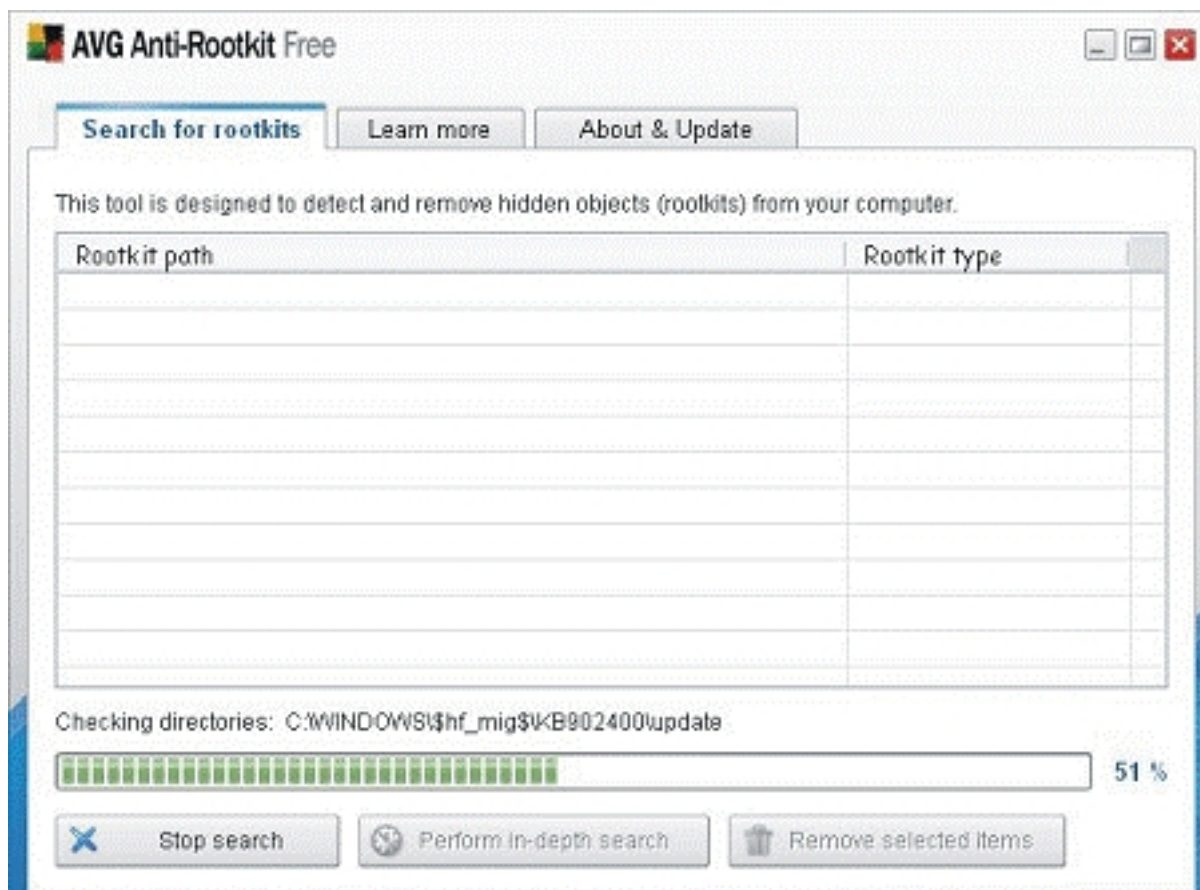 AVG Anti-Rootkit Free
Search for rootkits Learn more About & Update
This tool is designed to detect and remove hidden objects (rootkits) from your computer.
Rootkit path Rootkit type
Checking directories: C:\WINDOWS\$hf_mig$\KB902400\update
51 %
Stop search Perform in-depth search Remove selected items